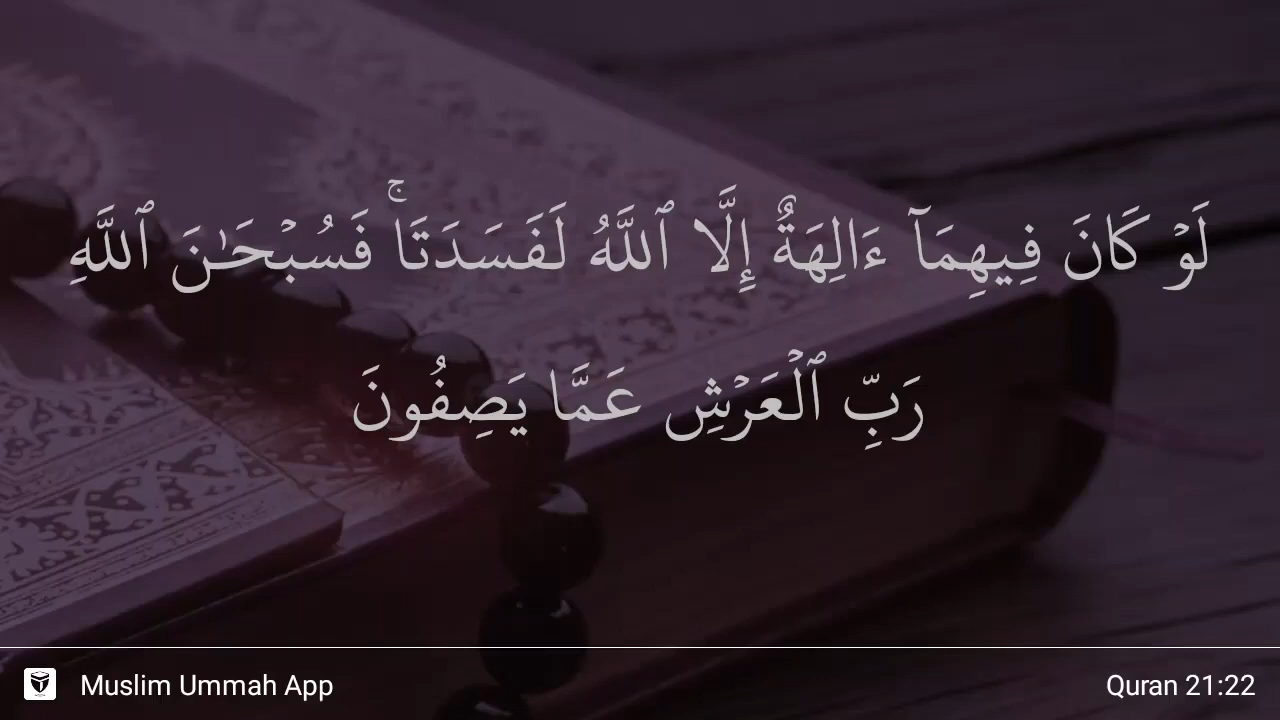 لَوْ كَانَ فِيهِمَآ ءَالِهَةٌ إِلَّا ٱللَّهُ لَفَسَدَتَا ۚ فَسُبْحَـٰنَ ٱللَّهِ
رَبِّ ٱلْعَرْشِ عَمَّا يَصِفُونَ
Muslim Ummah App
Quran 21:22